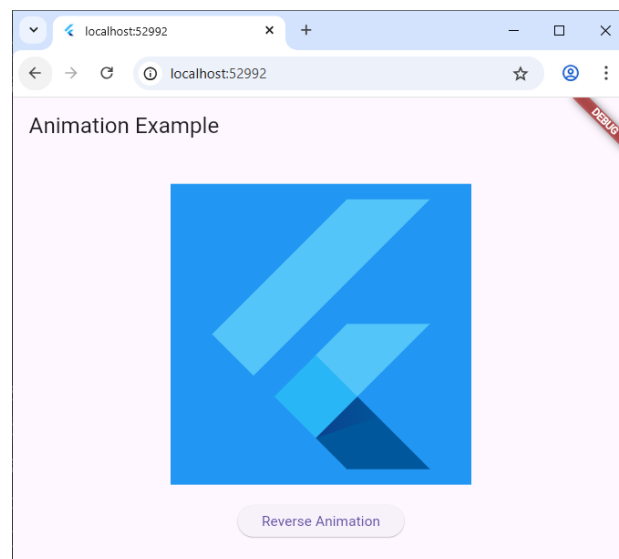 localhost:52992
localhost:52992
Animation Example
DEBUG
Reverse Animation